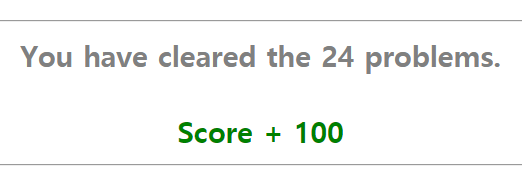 You have cleared the 24 problems.
Score + 100